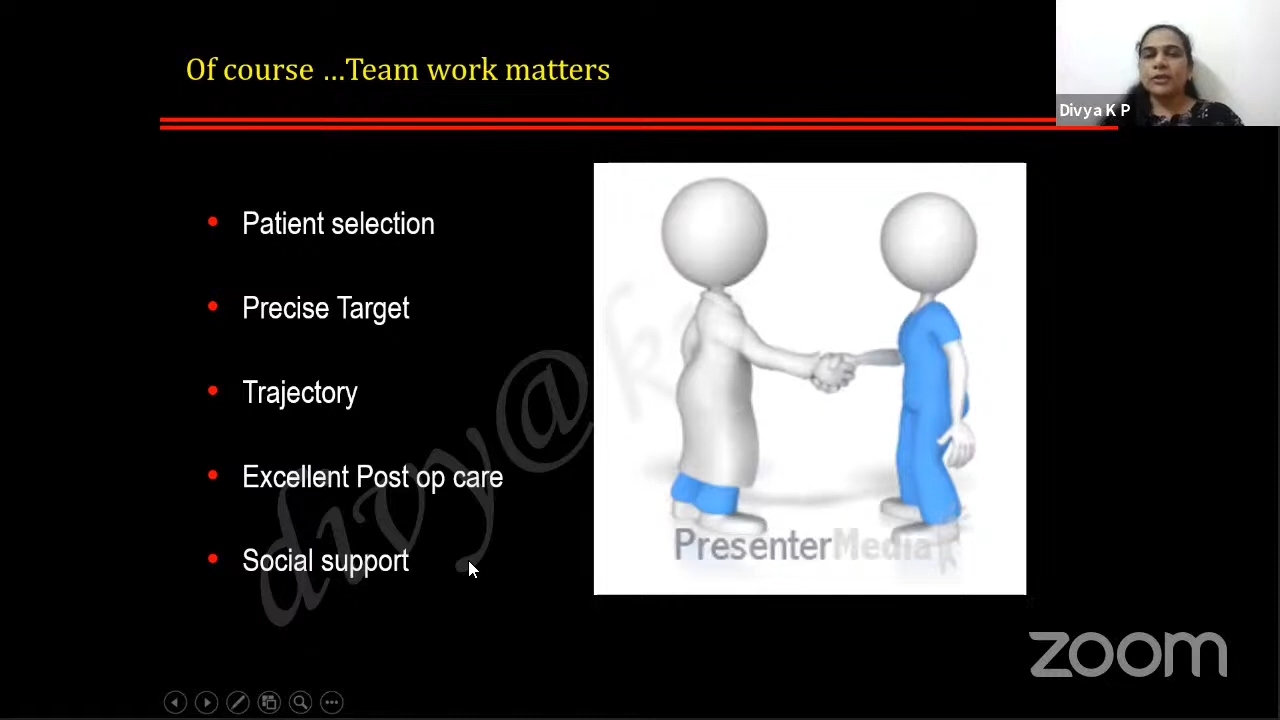 Of course ...Team work matters
Divya K P
• Patient selection
• Precise Target
• Trajectory
• Excellent Post op care
• Social support
PresenterMedia
divy@k
zoom